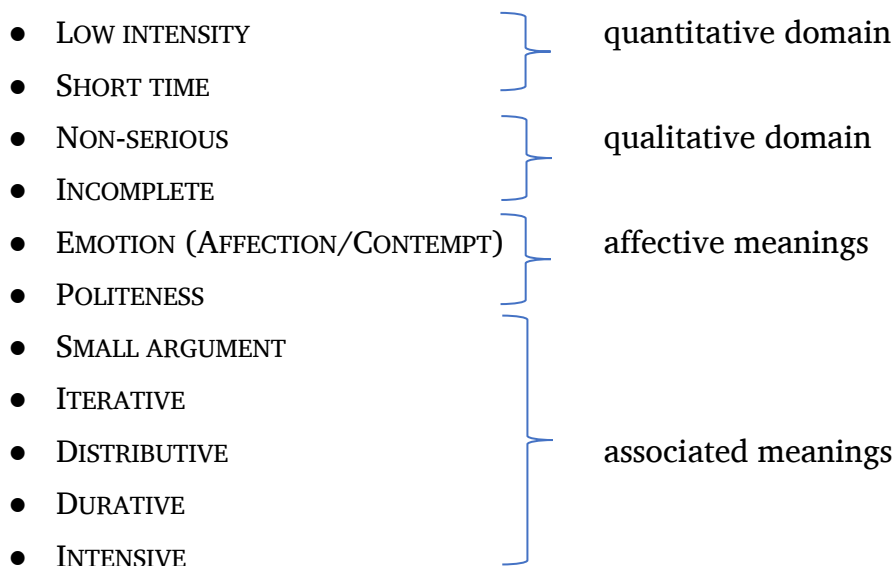 ● LOW INTENSITY quantitative domain
● SHORT TIME
● NON-SERIOUS qualitative domain
● INCOMPLETE
● EMOTION (AFFECTION/CONTEMPT) affective meanings
● POLITENESS
● SMALL ARGUMENT
● ITERATIVE
● DISTRIBUTIVE associated meanings
● DURATIVE
● INTENSIVE